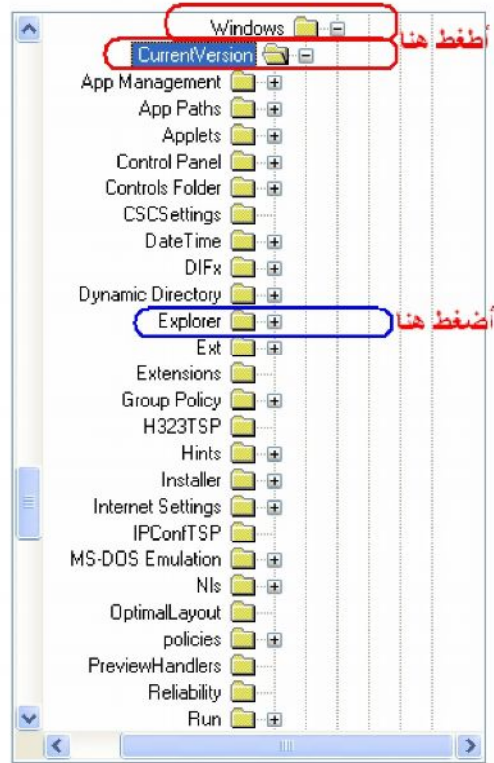 Windows
أطغط هنا
CurrentVersion
App Management
App Paths
Applets
Control Panel
Controls Folder
CSCSettings
DateTime
DIFx
Dynamic Directory
Explorer
أضغط هنا
Ext
Extensions
Group Policy
H323TSP
Hints
Installer
Internet Settings
IPConfTSP
MS-DOS Emulation
Nls
OptimalLayout
policies
PreviewHandlers
Reliability
Run